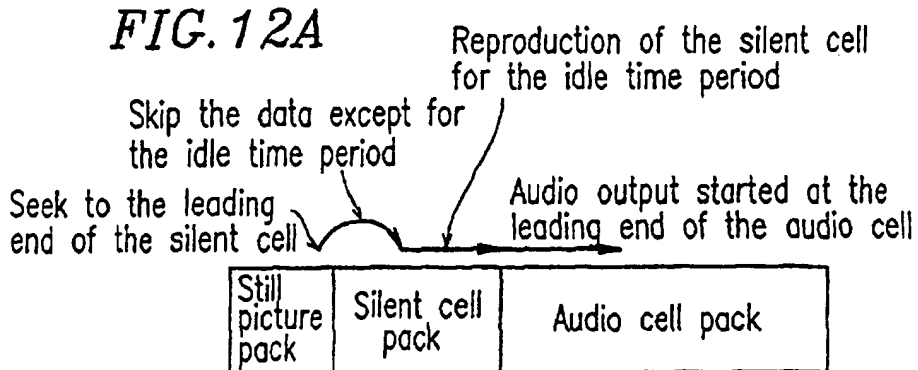 FIG. 12A
Reproduction of the silent cell
for the idle time period
Skip the data except for
the idle time period
Seek to the leading
end of the silent cell
Audio output started at the
leading end of the audio cell
Still
picture
pack
Silent cell
pack
Audio cell pack